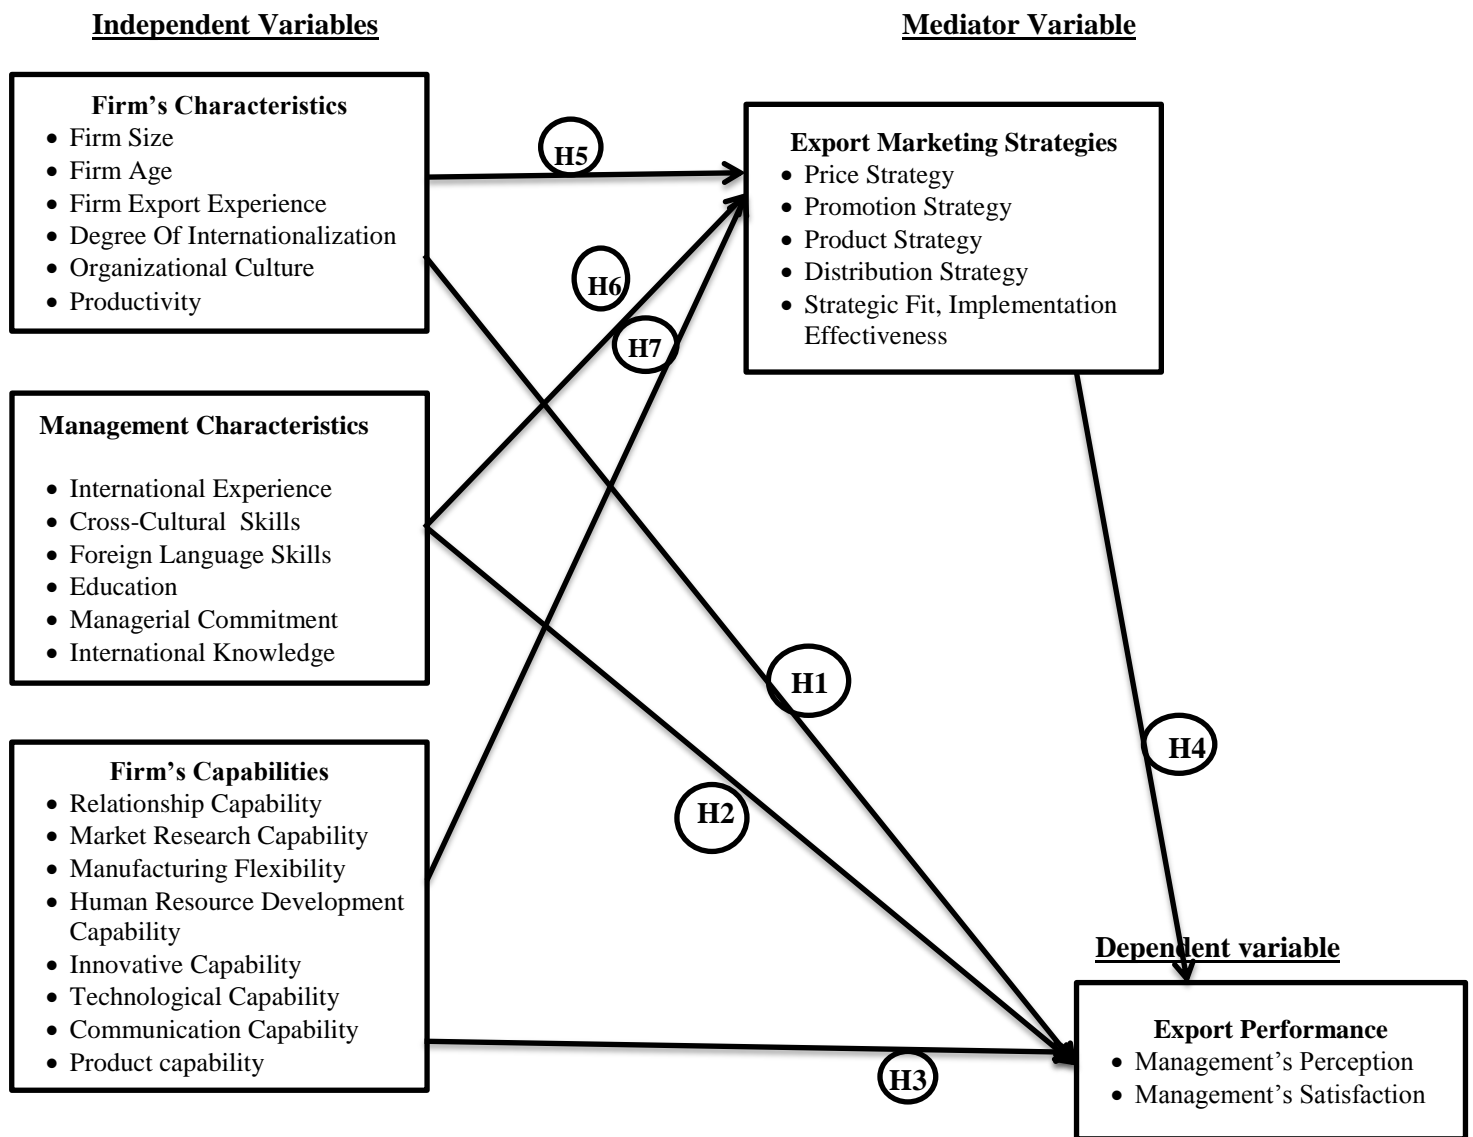 Independent Variables
Mediator Variable
Firm’s Characteristics
• Firm Size
• Firm Age
• Firm Export Experience
• Degree Of Internationalization
• Organizational Culture
• Productivity
H5
Export Marketing Strategies
• Price Strategy
• Promotion Strategy
• Product Strategy
• Distribution Strategy
• Strategic Fit, Implementation
Effectiveness
H6
H7
Management Characteristics
• International Experience
• Cross-Cultural Skills
• Foreign Language Skills
• Education
• Managerial Commitment
• International Knowledge
H1
H4
H2
Firm’s Capabilities
• Relationship Capability
• Market Research Capability
• Manufacturing Flexibility
• Human Resource Development
Capability
• Innovative Capability
• Technological Capability
• Communication Capability
• Product capability
H3
Dependent variable
Export Performance
• Management’s Perception
• Management’s Satisfaction